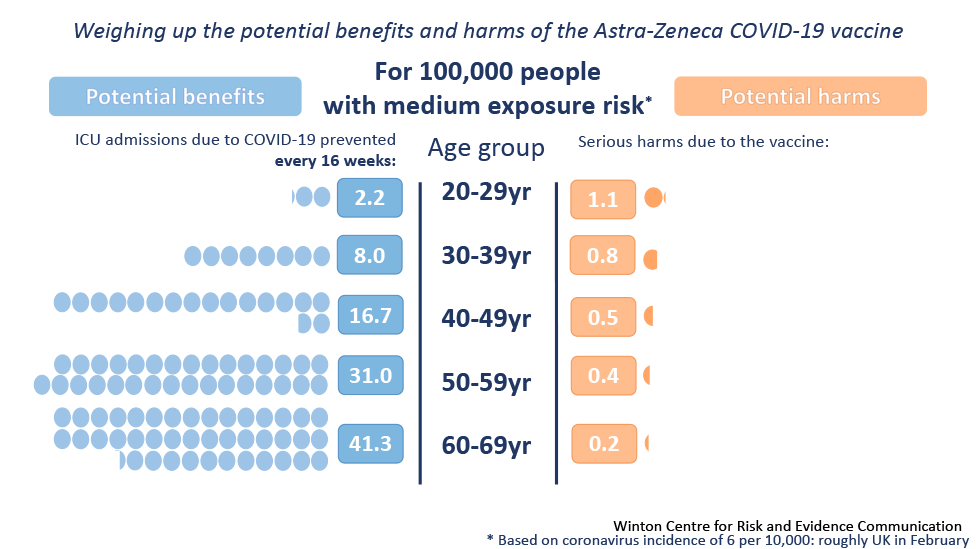 Weighing up the potential benefits and harms of the Astra-Zeneca COVID-19 vaccine
For 100,000 people
with medium exposure risk*
Potential benefits
Potential harms
ICU admissions due to COVID-19 prevented
every 16 weeks:
Age group
Serious harms due to the vaccine:
2.2 20-29yr 1.1
8.0 30-39yr 0.8
16.7 40-49yr 0.5
31.0 50-59yr 0.4
41.3 60-69yr 0.2
Winton Centre for Risk and Evidence Communication
* Based on coronavirus incidence of 6 per 10,000: roughly UK in February